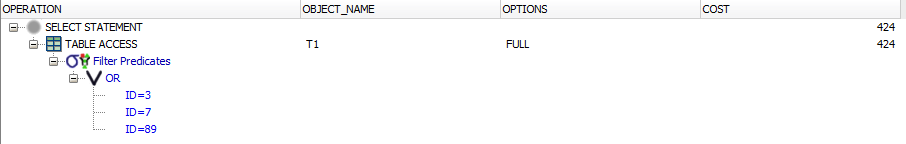 OPERATION OBJECT_NAME OPTIONS COST
SELECT STATEMENT 424
TABLE ACCESS T1 FULL 424
Filter Predicates
OR
ID=3
ID=7
ID=89